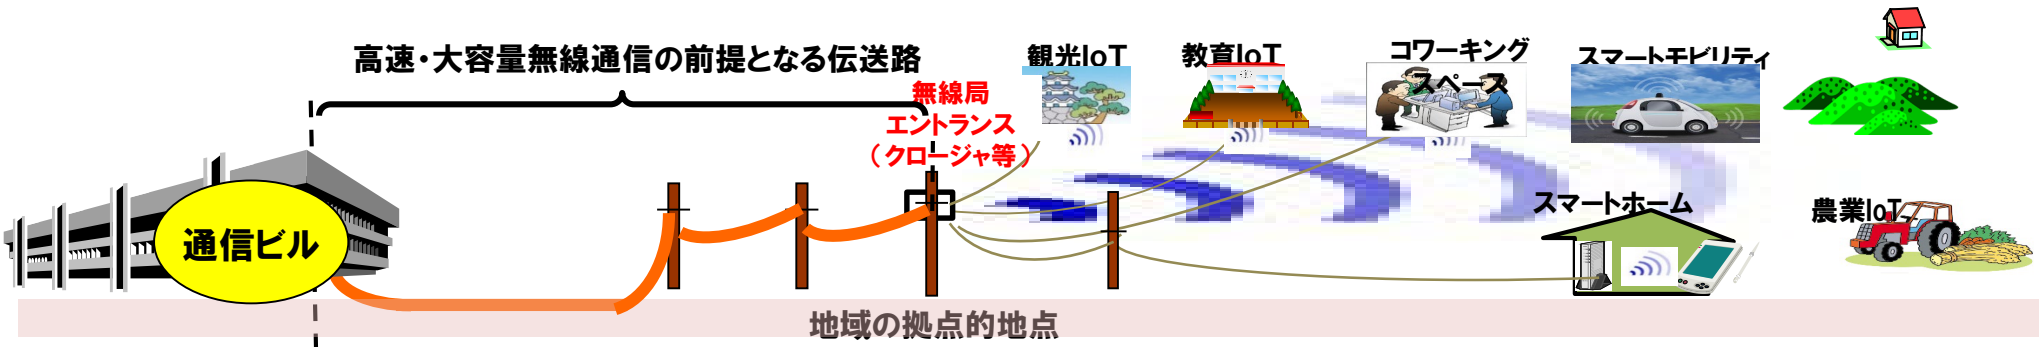 高速・大容量無線通信の前提となる伝送路
無線局
エントランス
（クロージャ等）
観光IoT
教育IoT
コワーキング
スペース
スマートモビリティ
通信ビル
スマートホーム
農業IoT
地域の拠点的地点